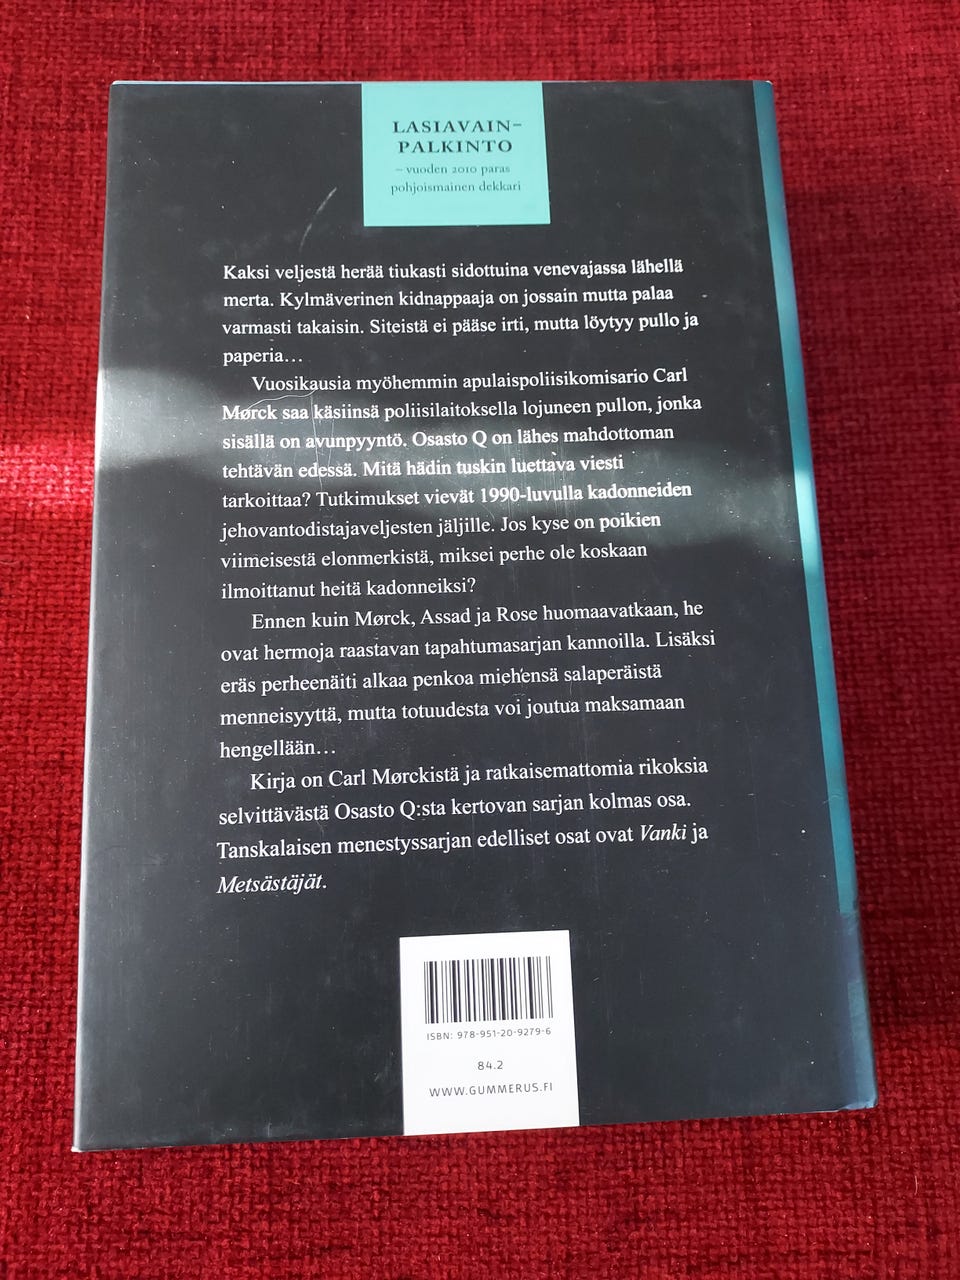 LASIAVAIN-
PALKINTO
– vuoden 2010 paras
pohjoismainen dekkari
Kaksi veljestä herää tiukasti sidottuina venevajassa lähellä
merta. Kylmäverinen kidnappaaja on jossain mutta palaa
varmasti takaisin. Siteistä ei pääse irti, mutta löytyy pullo ja
paperia…
Vuosikausia myöhemmin apulaispoliisikomisario Carl
Mørck saa käsiinsä poliisilaitoksella lojuneen pullon, jonka
sisällä on avunpyyntö. Osasto Q on lähes mahdottoman
tehtävän edessä. Mitä hädin tuskin luettava viesti
tarkoittaa? Tutkimukset vievät 1990-luvulla kadonneiden
jehovantodistajaveljesten jäljille. Jos kyse on poikien
viimeisestä elonmerkistä, miksei perhe ole koskaan
ilmoittanut heitä kadonneiksi?
Ennen kuin Mørck, Assad ja Rose huomaavatkaan, he
ovat hermoja raastavan tapahtumasarjan kannoilla. Lisäksi
eräs perheenäiti alkaa penkoa miehensä salaperäistä
menneisyyttä, mutta totuudesta voi joutua maksamaan
hengellään…
Kirja on Carl Mørckistä ja ratkaisemattomia rikoksia
selvittävästä Osasto Q:sta kertovan sarjan kolmas osa.
Tanskalaisen menestyssarjan edelliset osat ovat Vanki ja
Metsästäjät.
ISBN: 978-951-20-9279-6
84.2
WWW.GUMMERUS.FI